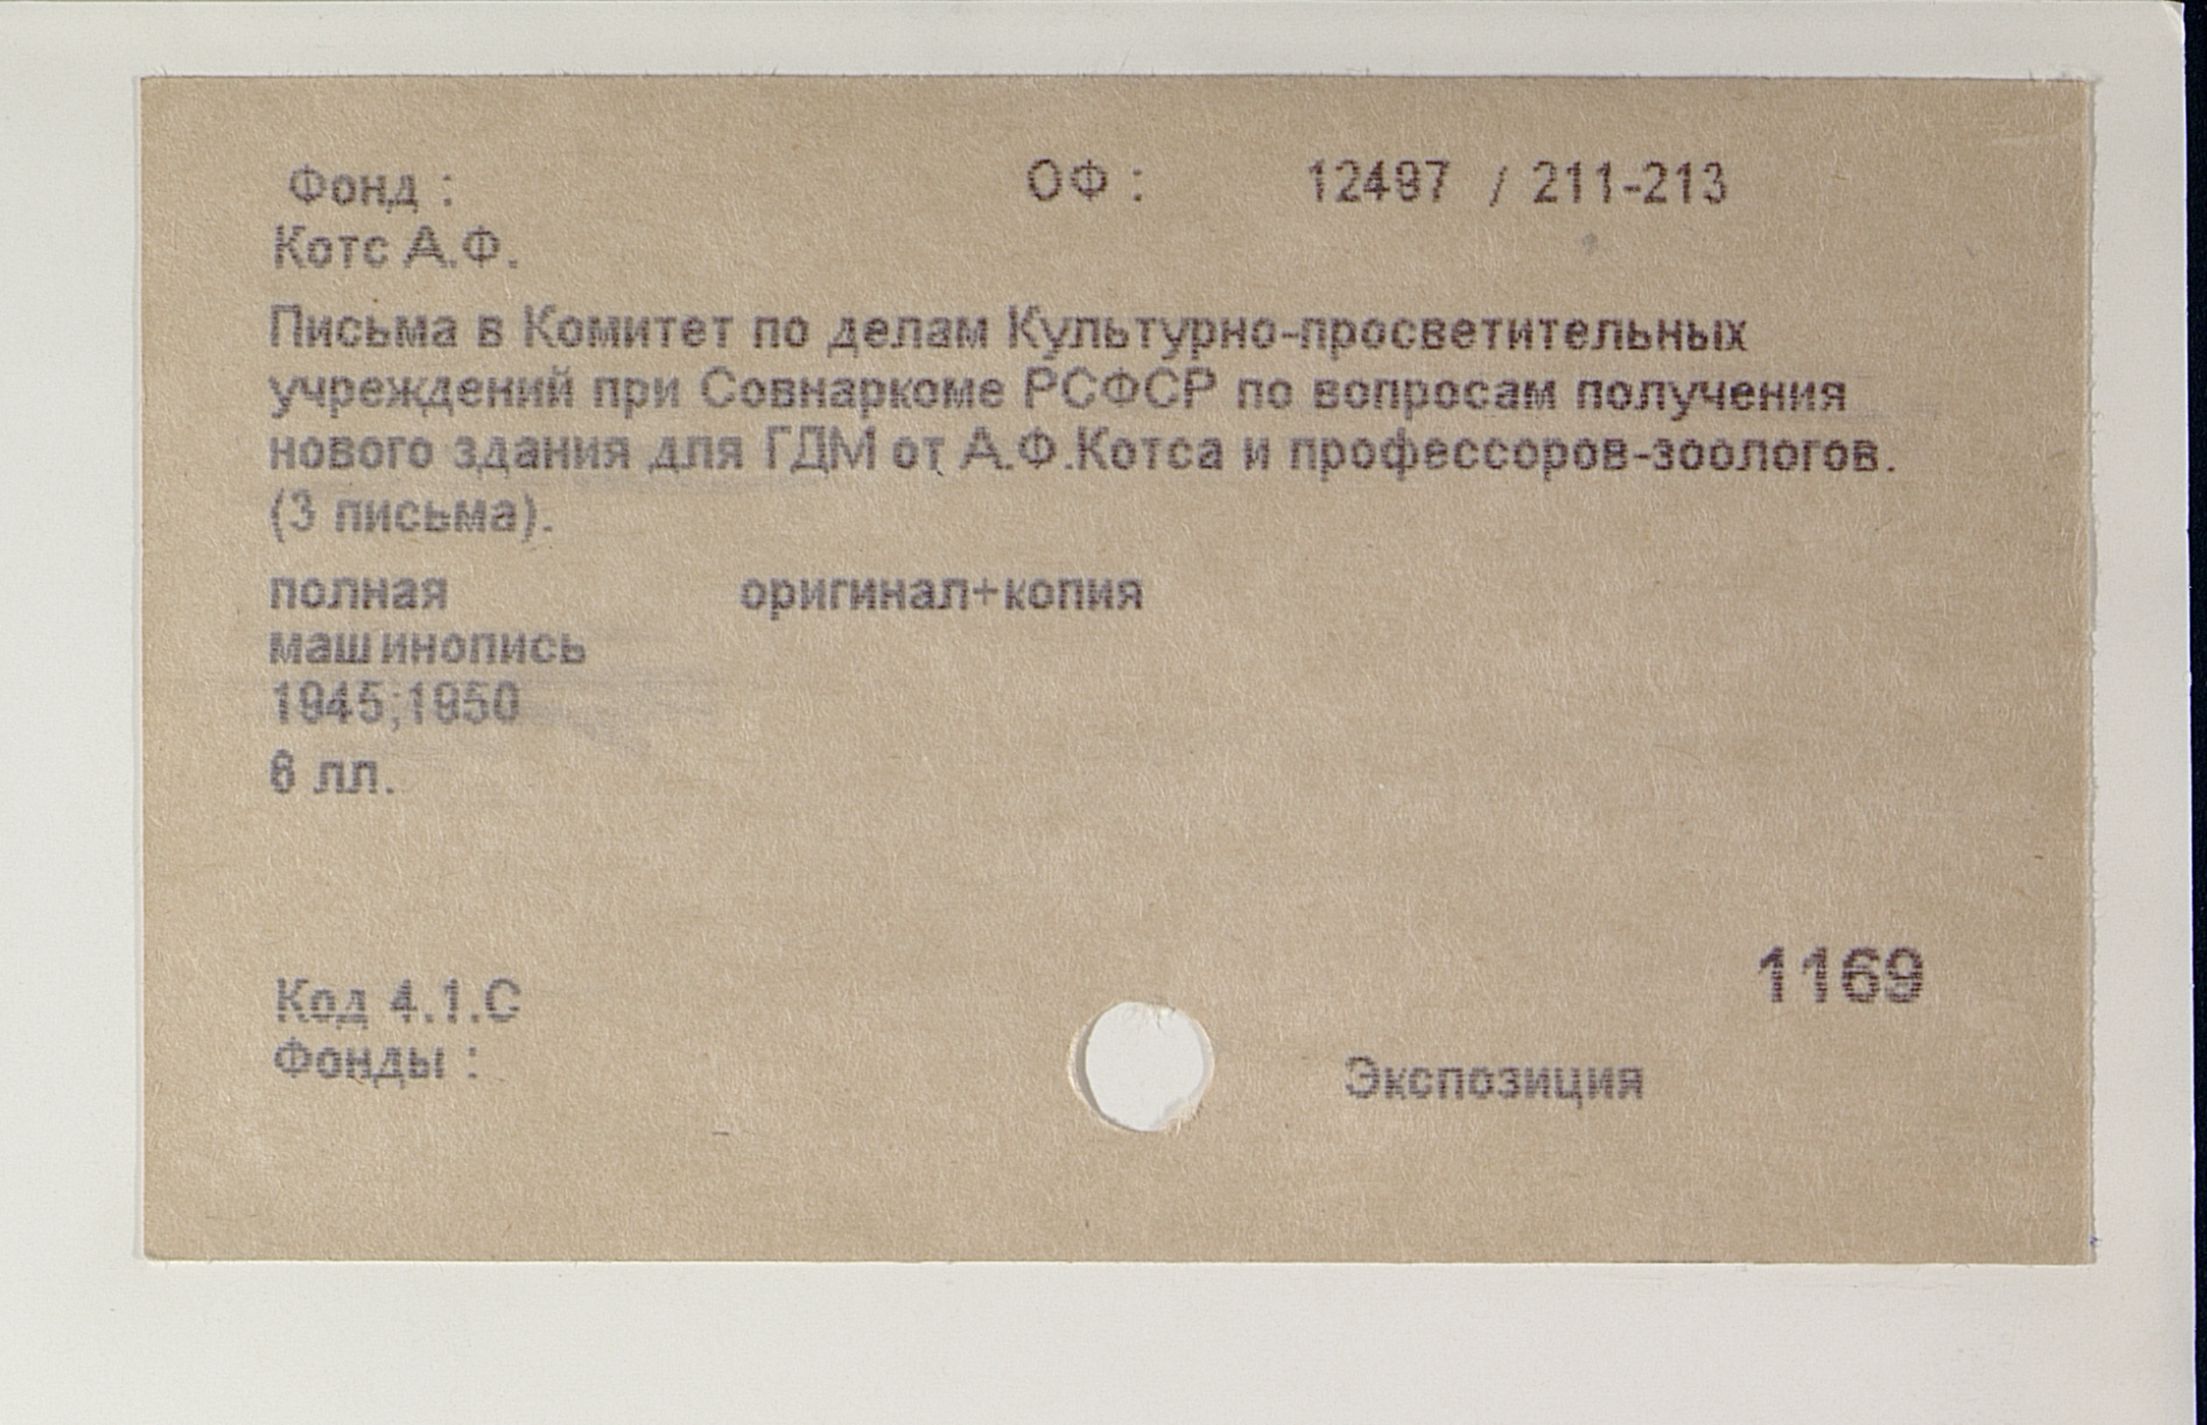 Фонд : ОФ : 12497 / 211-213
Котс А.Ф.
Письма в Комитет по делам Культурно-просветительных
учреждений при Совнаркоме РСФСР по вопросам получения
нового здания для ГДМ от А.Ф.Котса и профессоров-зоологов.
(3 письма).
полная оригинал+копия
машинопись
1945;1950
6 лл.
1169
Код 4.1.С
Фонды : Экспозиция